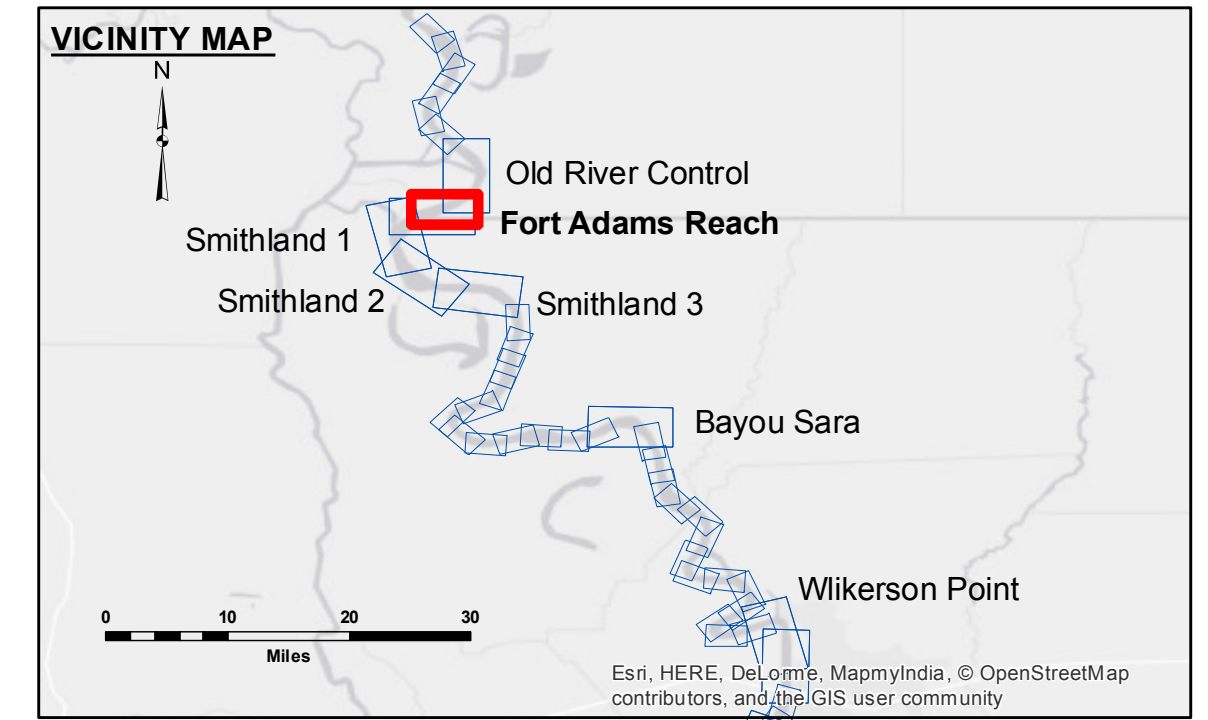 VICINITY MAP
N
Old River Control
Fort Adams Reach
Smithland 1
Smithland 2
Smithland 3
Bayou Sara
Wlikerson Point
0 10 20 30
Miles
Esri, HERE, DeLorme, MapmyIndia, © OpenStreetMap
contributors, and the GIS user community